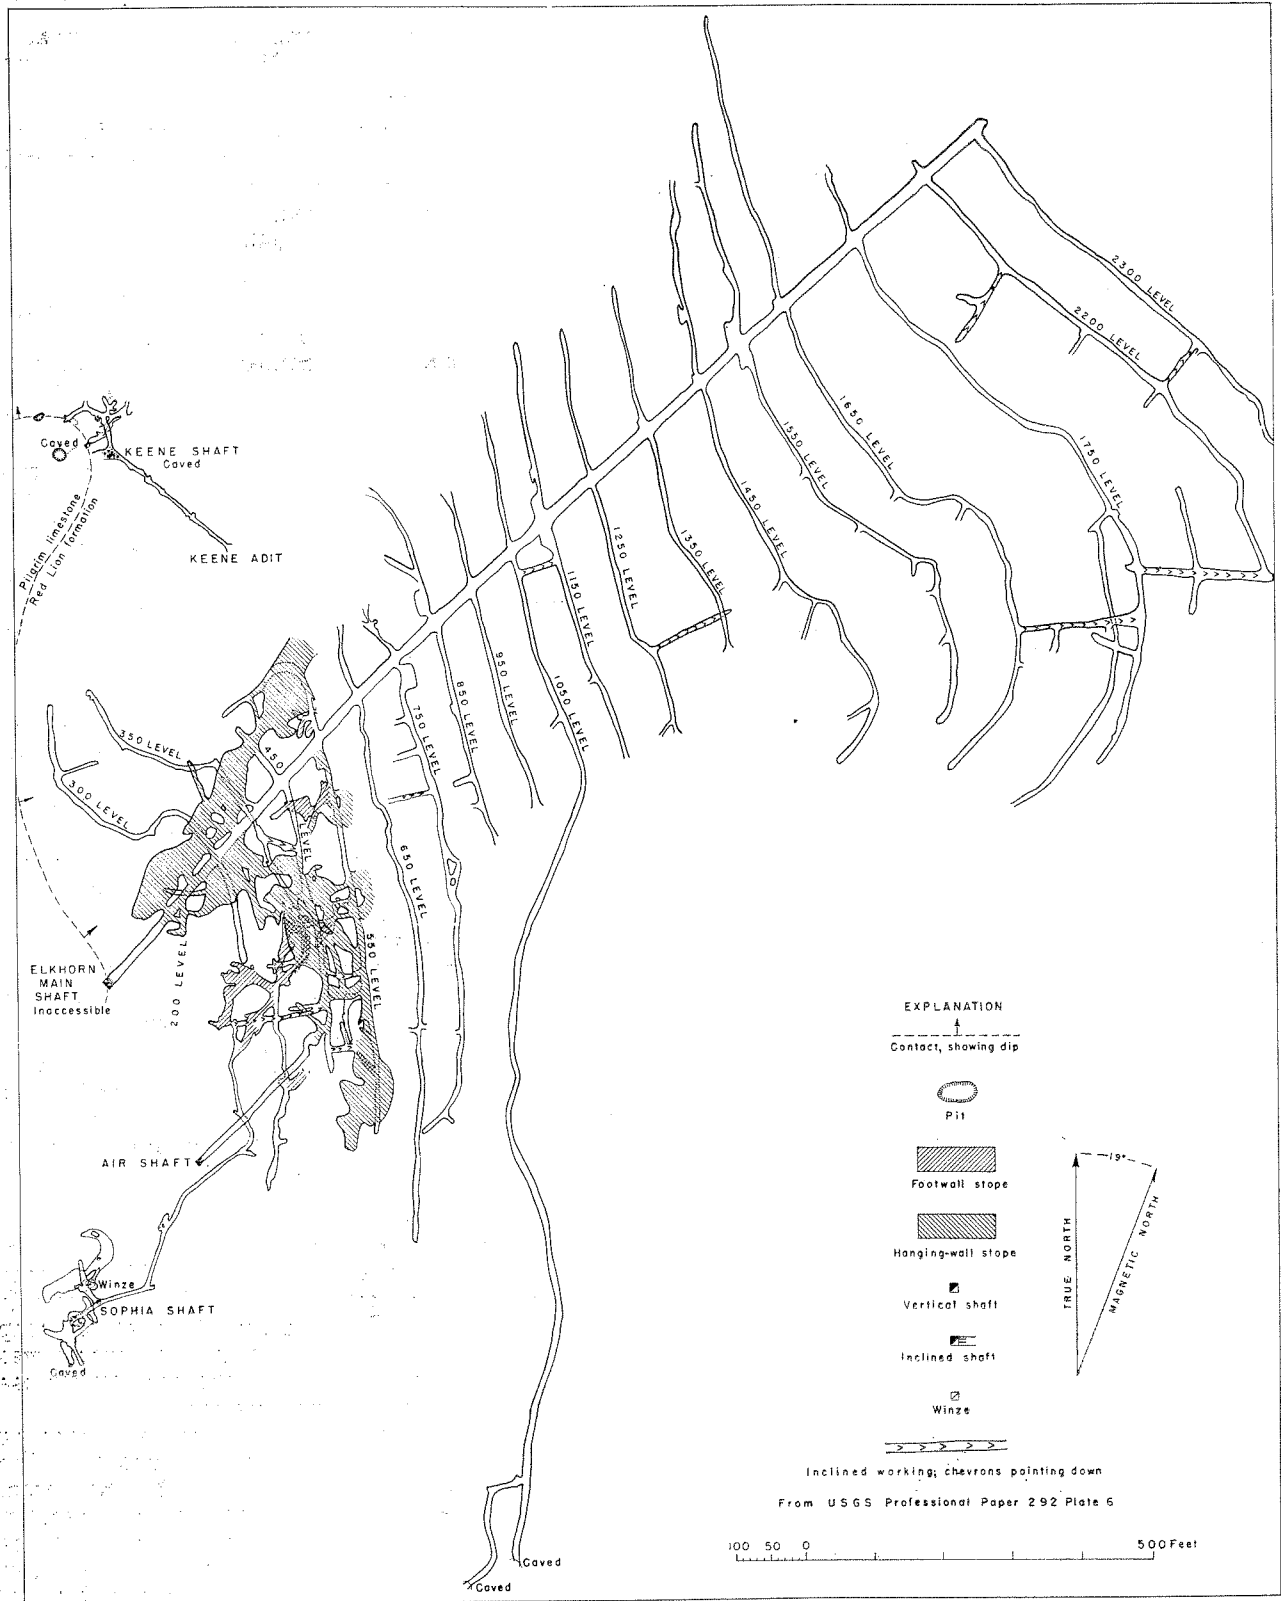 2300 LEVEL
2200 LEVEL
1750 LEVEL
1650 LEVEL
1550 LEVEL
1450 LEVEL
1350 LEVEL
1250 LEVEL
1150 LEVEL
1050 LEVEL
950 LEVEL
850 LEVEL
750 LEVEL
650 LEVEL
550 LEVEL
450
LEVEL
350 LEVEL
300 LEVEL
200 LEVEL
Caved
KEENE SHAFT
Caved
KEENE ADIT
Pilgrim limestone
Red Lion formation
ELKHORN
MAIN
SHAFT
Inaccessible
AIR SHAFT
Winze
SOPHIA SHAFT
Caved
Caved
Caved
EXPLANATION
Contact, showing dip
Pit
Footwall stope
Hanging-wall stope
Vertical shaft
Inclined shaft
Winze
Inclined working; chevrons pointing down
From USGS Professional Paper 292 Plate 6
TRUE NORTH
MAGNETIC NORTH
19°
100 50 0 500 Feet